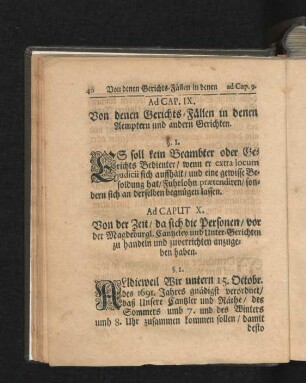 40 Von denen Gerichts-Fällen in denen ad Cap. 9.
Ad CAP. IX.
Von denen Gerichts-Fällen in denen
Aemptern und andern Gerichten.
§. 1.
ES soll kein Beambter oder Ge-
richts Bedienter / wenn er extra locum
judicii sich auffhält / und eine gewisse Be-
soldung hat / Fuhrlohn prætendiren / son-
dern sich an derselben begnügen lassen.
Ad CAPUT X.
Von der Zeit / da sich die Personen / vor
der Magdeburgl. Cantzeley und Unter-Gerichten
zu handeln und zuverrichten anzuge-
ben haben.
§. 1.
ALldieweil Wir untern 15. Octobr.
des 1691. Jahres gnädigst verordnet /
daß Unsere Cantzler und Räthe / des
Sommers umb 7. und des Winters
umb 8. Uhr zusammen kommen sollen / damit
desto